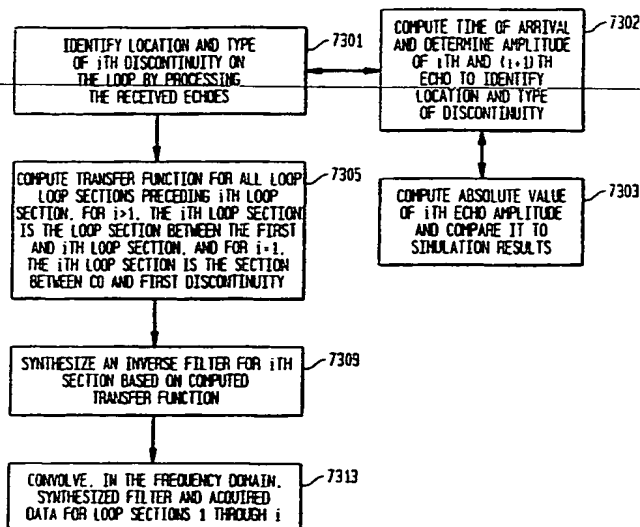 IDENTIFY LOCATION AND TYPE
OF iTH DISCONTINUITY ON
THE LOOP BY PROCESSING
THE RECEIVED ECHOES
7301
COMPUTE TIME OF ARRIVAL
AND DETERMINE AMPLITUDE
OF iTH AND (i+1)TH
ECHO TO IDENTIFY
LOCATION AND TYPE
OF DISCONTINUITY
7302
COMPUTE TRANSFER FUNCTION FOR ALL LOOP
LOOP SECTIONS PRECEDING iTH LOOP
SECTION. FOR i>1, THE iTH LOOP SECTION
IS THE LOOP SECTION BETWEEN THE FIRST
AND iTH LOOP SECTION, AND FOR i=1,
THE iTH LOOP SECTION IS THE SECTION
BETWEEN CO AND FIRST DISCONTINUITY
7305
COMPUTE ABSOLUTE VALUE
OF iTH ECHO AMPLITUDE
AND COMPARE IT TO
SIMULATION RESULTS
7303
SYNTHESIZE AN INVERSE FILTER FOR iTH
SECTION BASED ON COMPUTED
TRANSFER FUNCTION
7309
CONVOLVE, IN THE FREQUENCY DOMAIN,
SYNTHESIZED FILTER AND ACQUIRED
DATA FOR LOOP SECTIONS 1 THROUGH i
7313